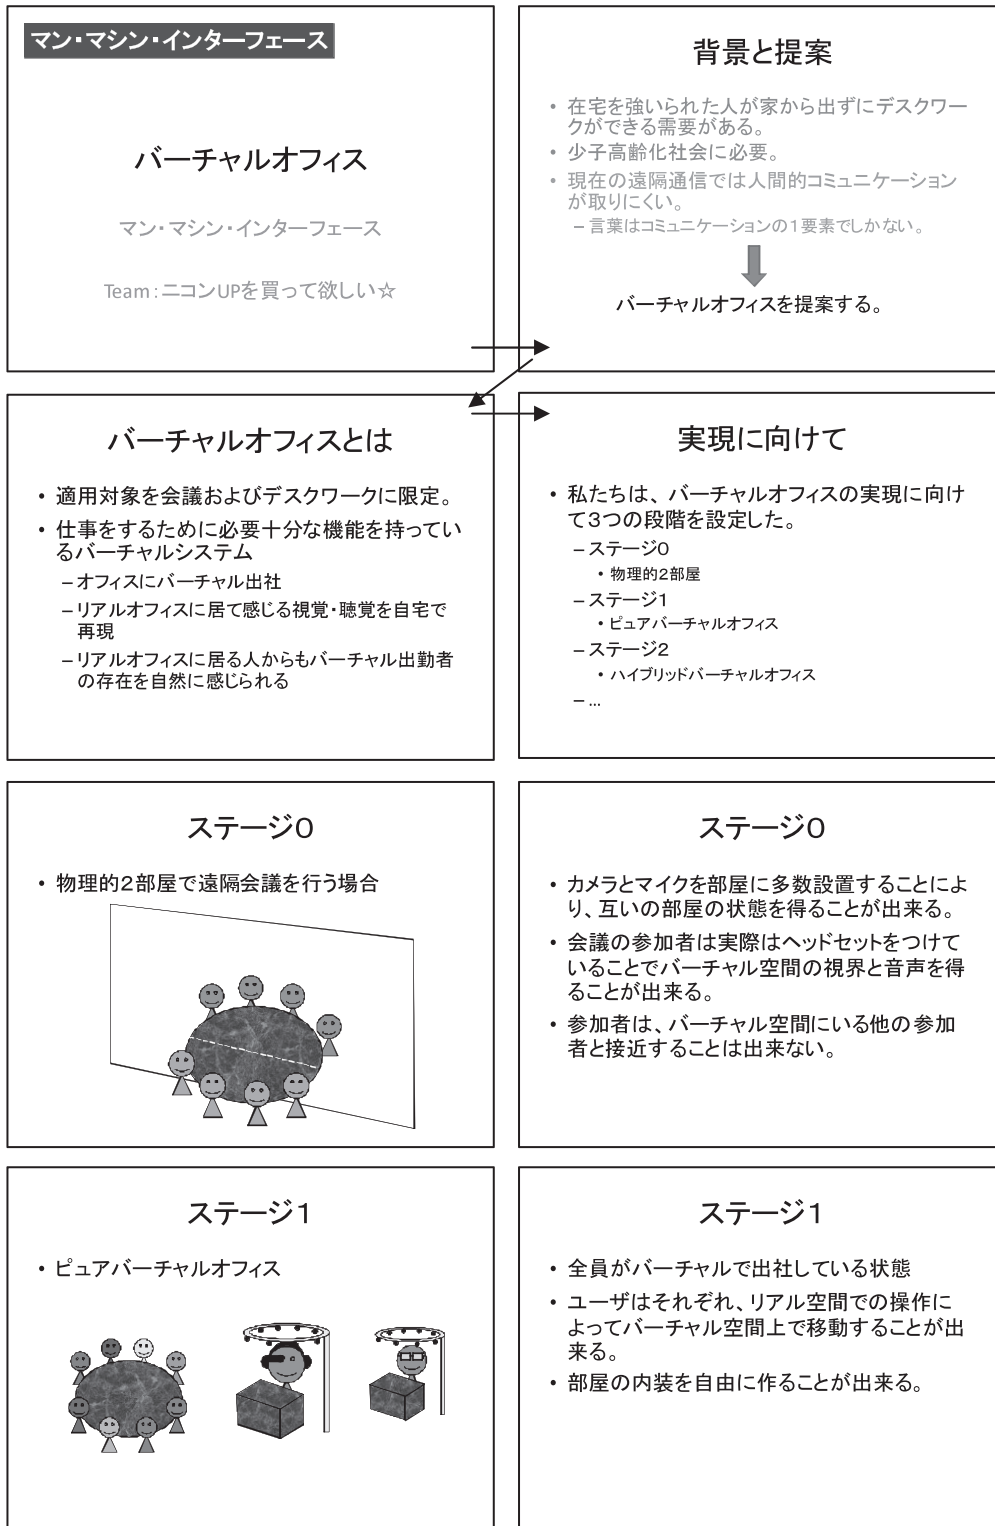 マン・マシン・インターフェース
バーチャルオフィス
マン・マシン・インターフェース
Team：ニコンUPを買って欲しい☆
背景と提案
• 在宅を強いられた人が家から出ずにデスクワー
クができる需要がある。
• 少子高齢化社会に必要。
• 現在の遠隔通信では人間的コミュニケーション
が取りにくい。
– 言葉はコミュニケーションの1要素でしかない。
バーチャルオフィスを提案する。
バーチャルオフィスとは
• 適用対象を会議およびデスクワークに限定。
• 仕事をするために必要十分な機能を持ってい
るバーチャルシステム
– オフィスにバーチャル出社
– リアルオフィスに居て感じる視覚・聴覚を自宅で
再現
– リアルオフィスに居る人からもバーチャル出勤者
の存在を自然に感じられる
実現に向けて
• 私たちは、バーチャルオフィスの実現に向け
て3つの段階を設定した。
– ステージ0
• 物理的2部屋
– ステージ1
• ピュアバーチャルオフィス
– ステージ2
• ハイブリッドバーチャルオフィス
– ...
ステージ0
• 物理的2部屋で遠隔会議を行う場合
ステージ0
• カメラとマイクを部屋に多数設置することによ
り、互いの部屋の状態を得ることが出来る。
• 会議の参加者は実際はヘッドセットをつけて
いることでバーチャル空間の視界と音声を得
ることが出来る。
• 参加者は、バーチャル空間にいる他の参加
者と接近することは出来ない。
ステージ1
• ピュアバーチャルオフィス
ステージ1
• 全員がバーチャルで出社している状態
• ユーザはそれぞれ、リアル空間での操作に
よってバーチャル空間上で移動することが出
来る。
• 部屋の内装を自由に作ることが出来る。